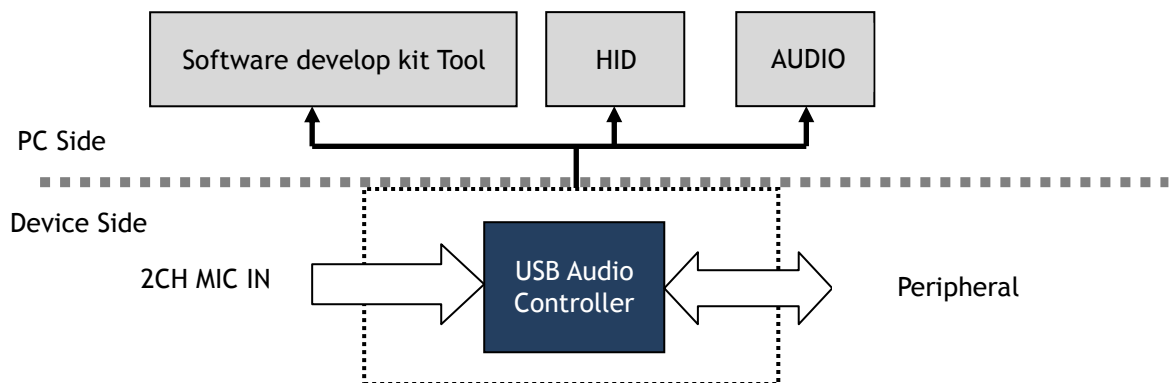 Software develop kit Tool
HID
AUDIO
PC Side
Device Side
2CH MIC IN
USB Audio
Controller
Peripheral